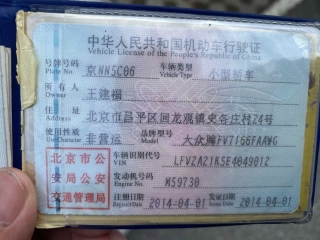 中华人民共和国机动车行驶证
Vehicle License of the People's Republic of China
号牌号码 Plate No. 京NN5C06 车辆类型 Vehicle Type 小型轿车
所有人 Owner 王建福
住址 Address 北京市昌平区回龙观镇史各庄村24号
使用性质 Use Character 非营运 品牌型号 Model 大众牌FV7166FAAWG
北京市公安局公安交通管理局
车辆识别代号 VIN LFV2A21K5E4049012
发动机号码 Engine No. M59730
注册日期 Register Date 2014-04-01 发证日期 Issue Date 2014-04-01